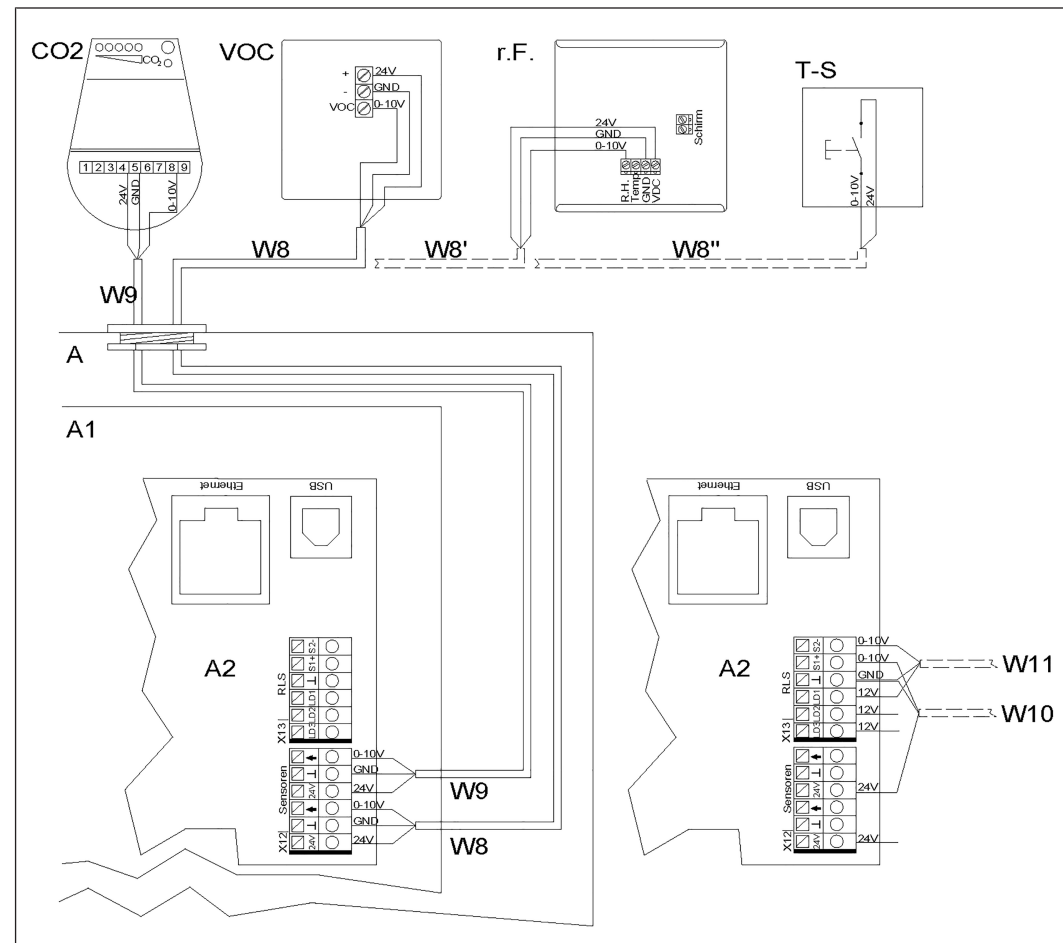 CO2
CO₂
1 2 3 4 5 6 7 8 9
24V
GND
0-10V
W9
VOC
+
-
VOC
24V
GND
0-10V
W8
r.F.
24V
GND
0-10V
Schirm
R.H.
Temp
GND
VDC
W8'
T-S
0-10V
24V
W8"
A
A1
Ethernet
USB
A2
RLS
X13
S2-
S1+
⊥
LD1
LD2
LD3
Sensoren
X12
⊥
24V
⊥
24V
0-10V
GND
24V
0-10V
GND
24V
W9
W8
Ethernet
USB
A2
RLS
X13
S2-
S1+
⊥
LD1
LD2
LD3
Sensoren
X12
⊥
24V
⊥
24V
0-10V
0-10V
GND
12V
12V
12V
24V
24V
W11
W10